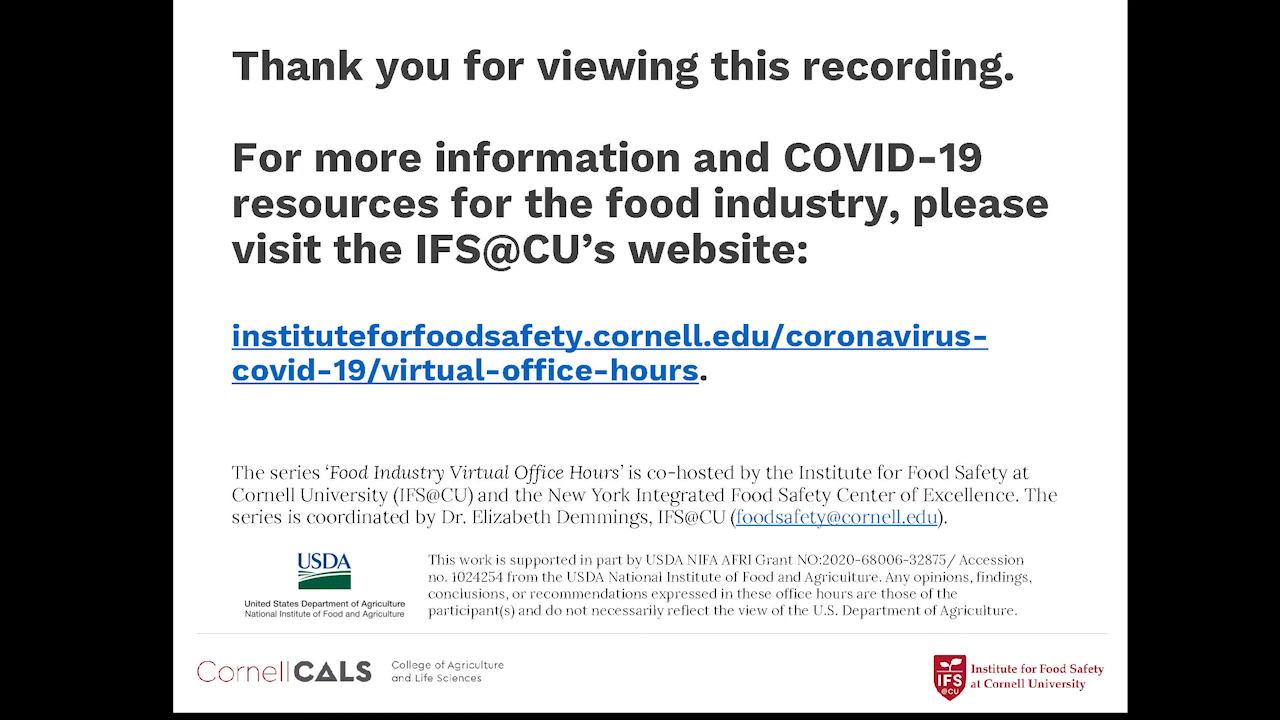 Thank you for viewing this recording.
For more information and COVID-19
resources for the food industry, please
visit the IFS@CU’s website:
instituteforfoodsafety.cornell.edu/coronavirus-
covid-19/virtual-office-hours.
The series ‘Food Industry Virtual Office Hours’ is co-hosted by the Institute for Food Safety at
Cornell University (IFS@CU) and the New York Integrated Food Safety Center of Excellence. The
series is coordinated by Dr. Elizabeth Demmings, IFS@CU (foodsafety@cornell.edu).
USDA
United States Department of Agriculture
National Institute of Food and Agriculture
This work is supported in part by USDA NIFA AFRI Grant NO:2020-68006-32875/ Accession
no. 1024254 from the USDA National Institute of Food and Agriculture. Any opinions, findings,
conclusions, or recommendations expressed in these office hours are those of the
participant(s) and do not necessarily reflect the view of the U.S. Department of Agriculture.
Cornell CALS
College of Agriculture
and Life Sciences
IFS
@CU
Institute for Food Safety
at Cornell University